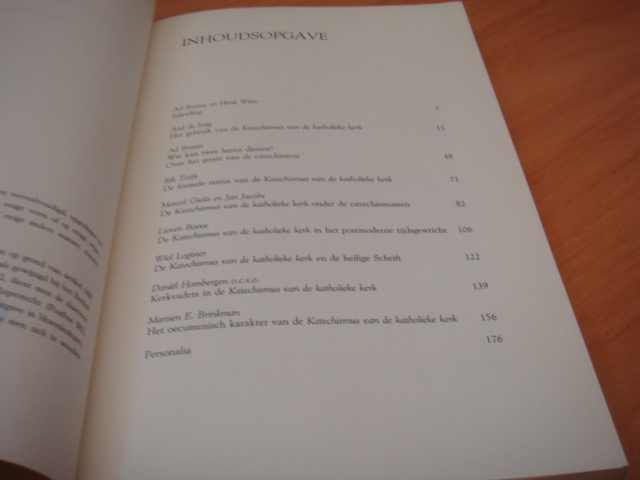 INHOUDSOPGAVE
Ad Brants en Henk Witte
Inleiding 7
Aad de Jong
Het gebruik van de Katechismus van de katholieke kerk 15
Ad Brants
Wie kan twee heren dienen?
Over het genre van de catechismus 48
Rik Torfs
De formele status van de Katechismus van de katholieke kerk 71
Marcel Gielis en Jan Jacobs
De Katechismus van de katholieke kerk onder de catechismussen 82
Lieven Boeve
De Katechismus van de katholieke kerk in het postmoderne tijdsgewricht 106
Wiel Logister
De Katechismus van de katholieke kerk en de heilige Schrift 122
Daniël Hombergen o.c.s.o.
Kerkvaders in de Katechismus van de katholieke kerk 139
Martien E. Brinkman
Het oecumenisch karakter van de Katechismus van de katholieke kerk 156
Personalia 176